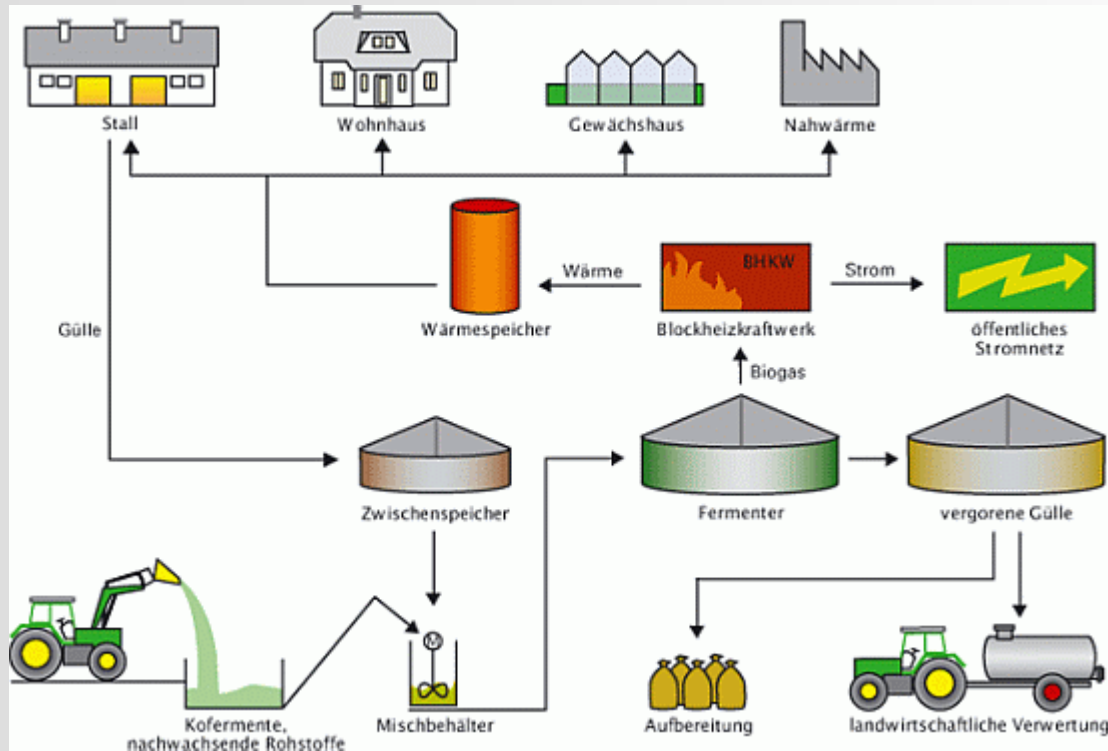 Stall
Wohnhaus
Gewächshaus
Nahwärme
BHKW
Wärme
Strom
Gülle
Wärmespeicher
Blockheizkraftwerk
öffentliches
Stromnetz
Biogas
Zwischenspeicher
Fermenter
vergorene Gülle
M
Kofermente,
nachwachsende Rohstoffe
Mischbehälter
Aufbereitung
landwirtschaftliche Verwertung